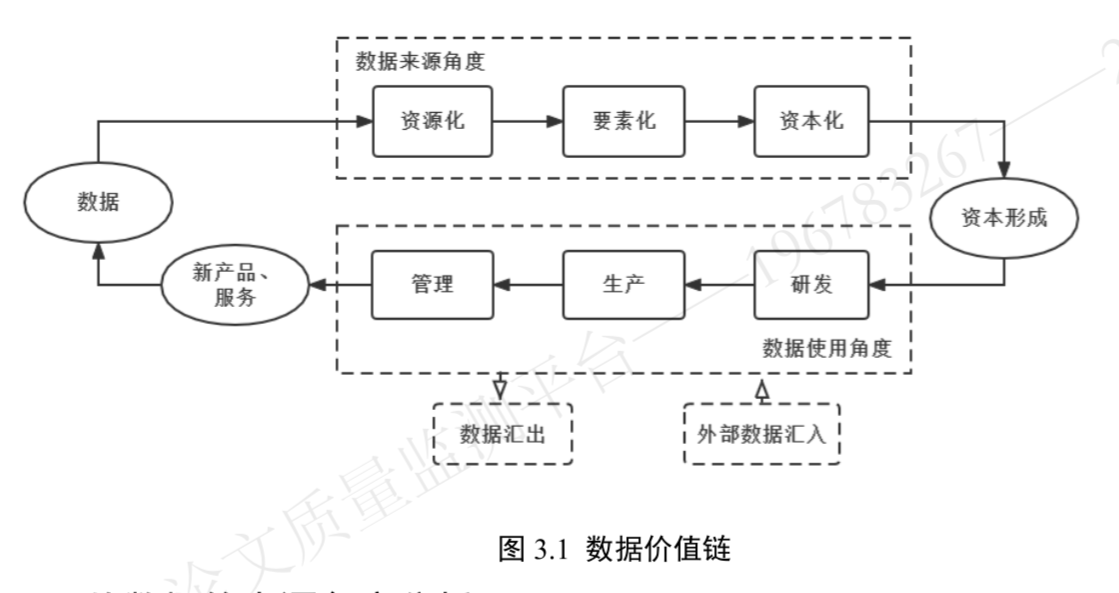 数据来源角度
资源化
要素化
资本化
数据
资本形成
新产品、
服务
管理
生产
研发
数据使用角度
数据汇出
外部数据汇入
论文质量监测平台——196783267——2
图 3.1 数据价值链